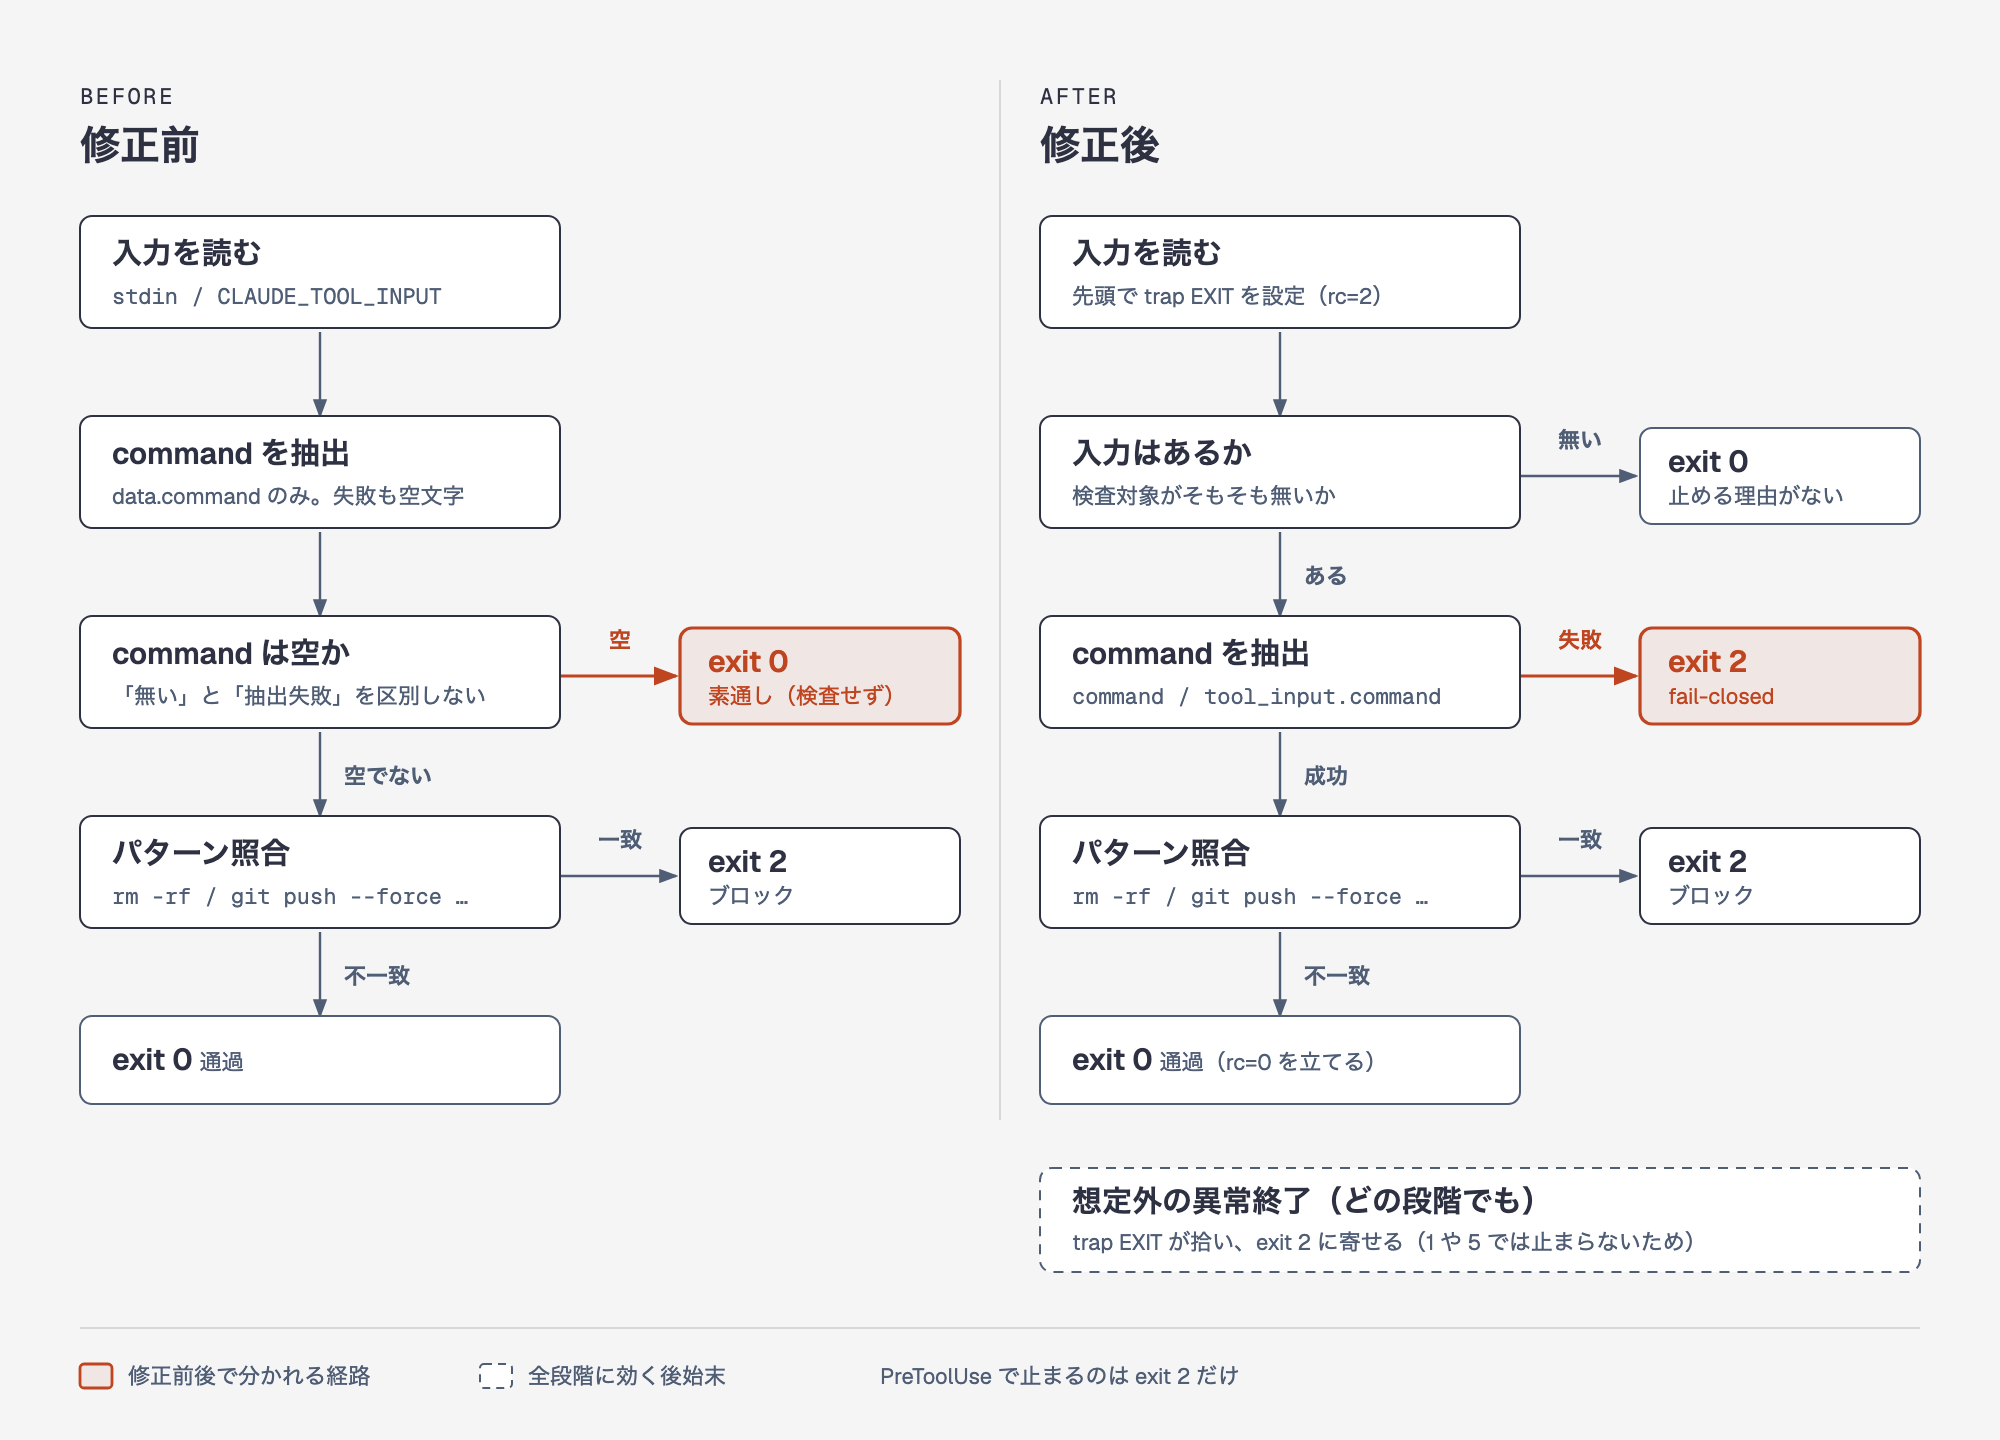 BEFORE
修正前
入力を読む
stdin / CLAUDE_TOOL_INPUT
command を抽出
data.command のみ。失敗も空文字
command は空か
「無い」と「抽出失敗」を区別しない
空
exit 0
素通し（検査せず）
空でない
パターン照合
rm -rf / git push --force …
一致
exit 2
ブロック
不一致
exit 0 通過
AFTER
修正後
入力を読む
先頭で trap EXIT を設定（rc=2）
入力はあるか
検査対象がそもそも無いか
無い
exit 0
止める理由がない
ある
command を抽出
command / tool_input.command
失敗
exit 2
fail-closed
成功
パターン照合
rm -rf / git push --force …
一致
exit 2
ブロック
不一致
exit 0 通過（rc=0 を立てる）
想定外の異常終了（どの段階でも）
trap EXIT が拾い、exit 2 に寄せる（1 や 5 では止まらないため）
修正前後で分かれる経路
全段階に効く後始末
PreToolUse で止まるのは exit 2 だけ